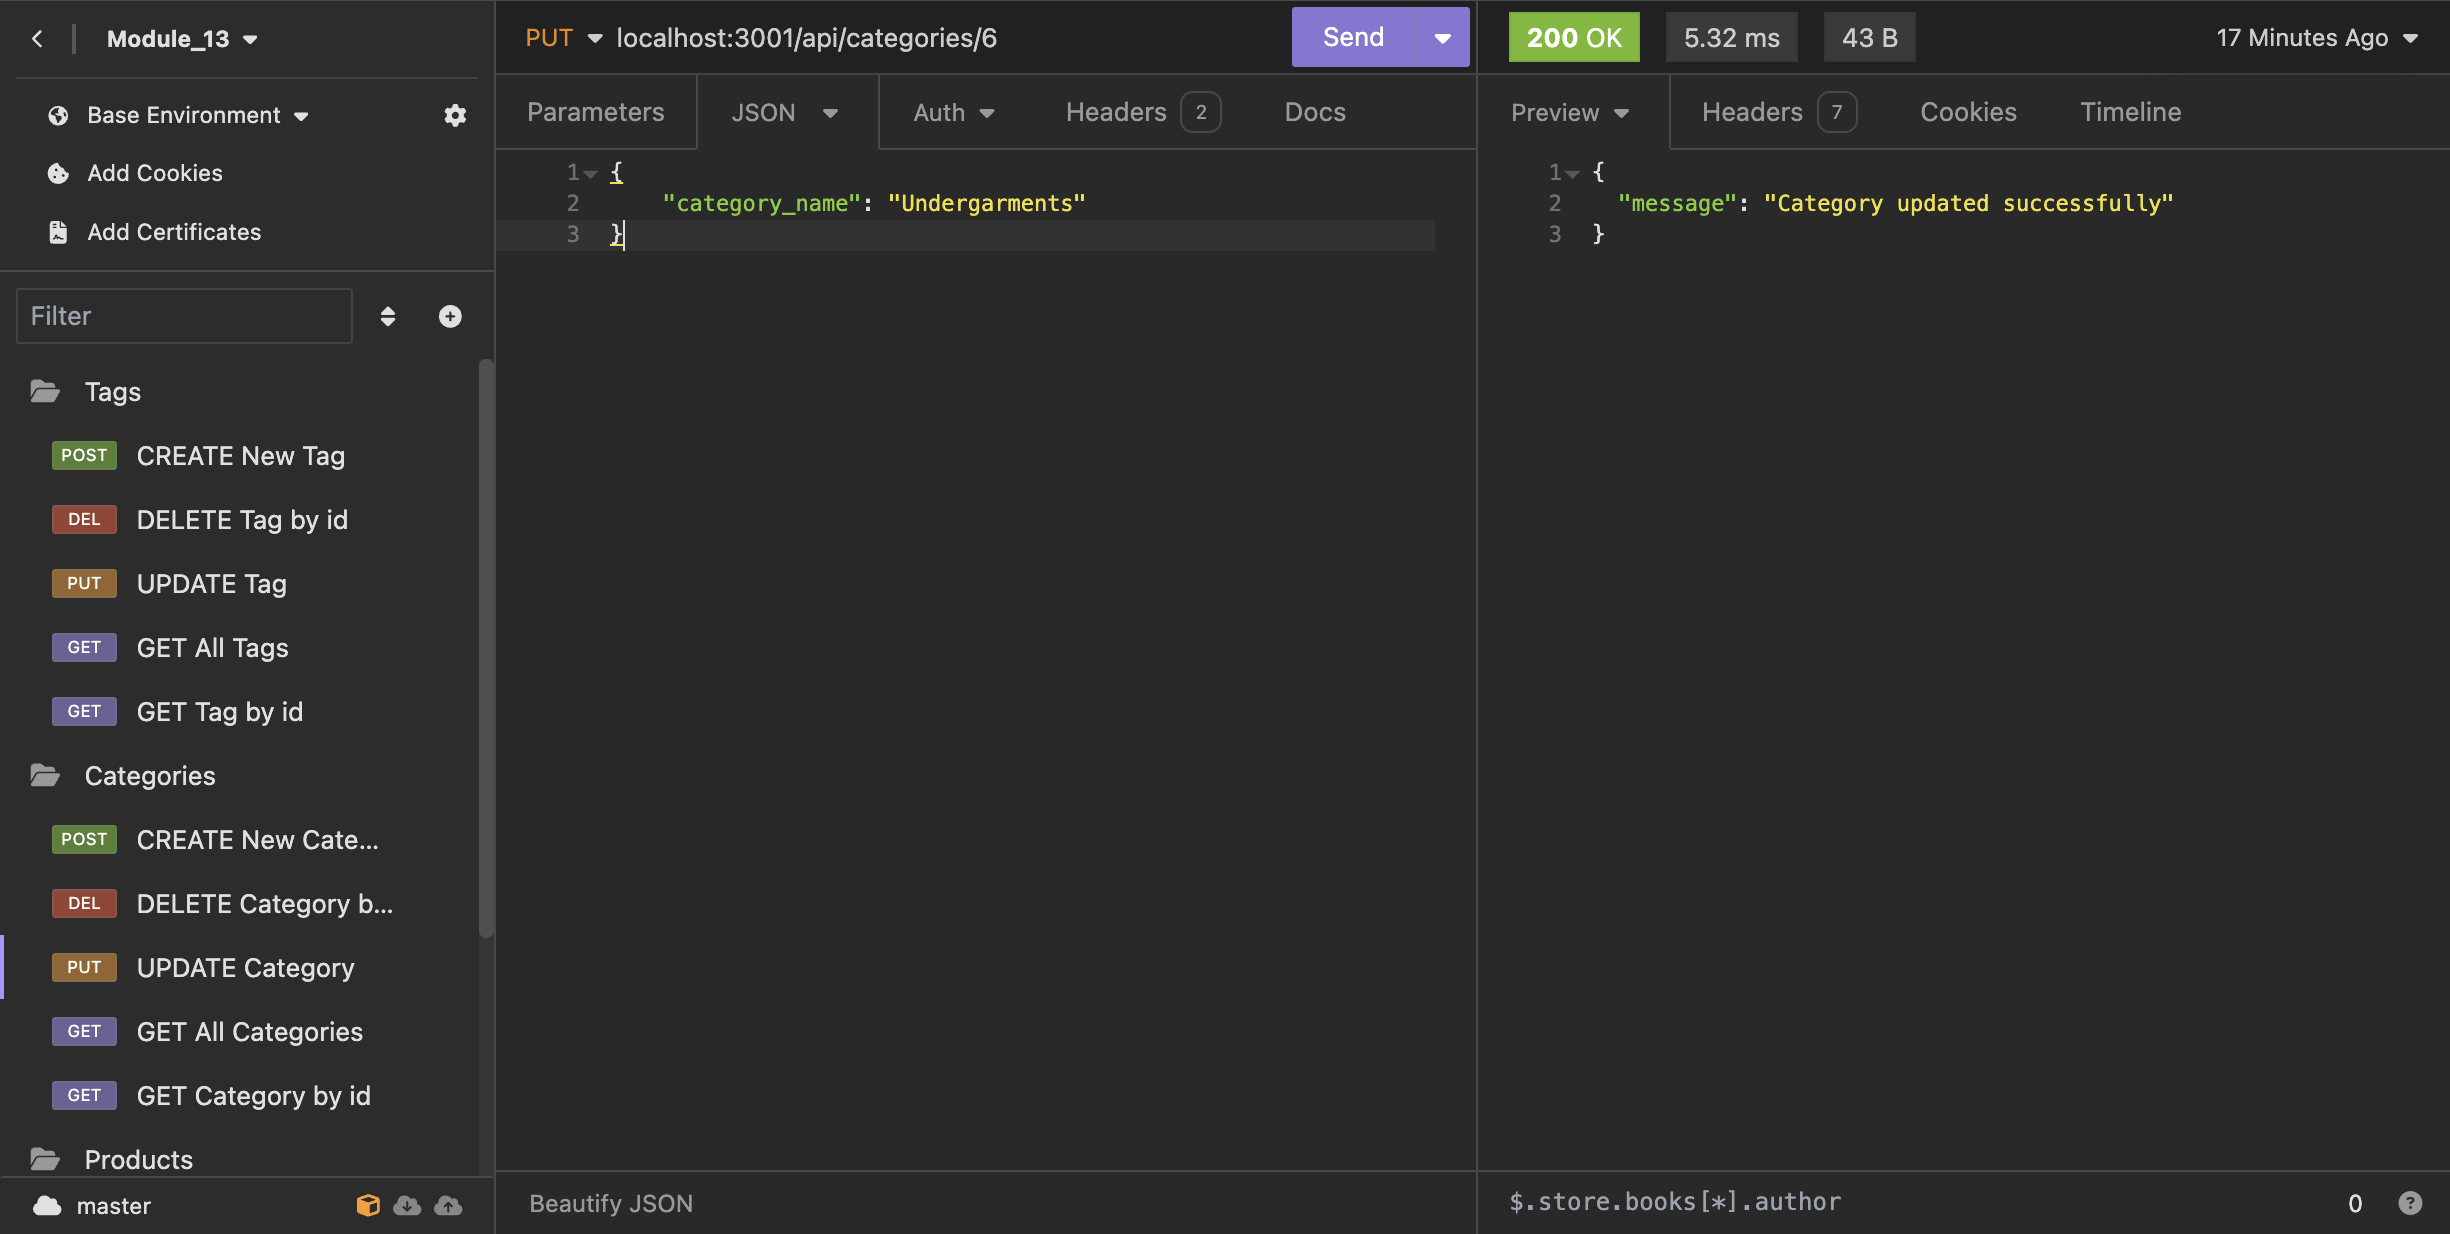 Module_13
Base Environment
Add Cookies
Add Certificates
Filter
Tags
POST CREATE New Tag
DEL DELETE Tag by id
PUT UPDATE Tag
GET GET All Tags
GET GET Tag by id
Categories
POST CREATE New Cate...
DEL DELETE Category b...
PUT UPDATE Category
GET GET All Categories
GET GET Category by id
Products
master
PUT localhost:3001/api/categories/6 Send
Parameters JSON Auth Headers 2 Docs
1 {
2 "category_name": "Undergarments"
3 }
Beautify JSON
200 OK 5.32 ms 43 B 17 Minutes Ago
Preview Headers 7 Cookies Timeline
1 {
2 "message": "Category updated successfully"
3 }
$.store.books[*].author 0 ?